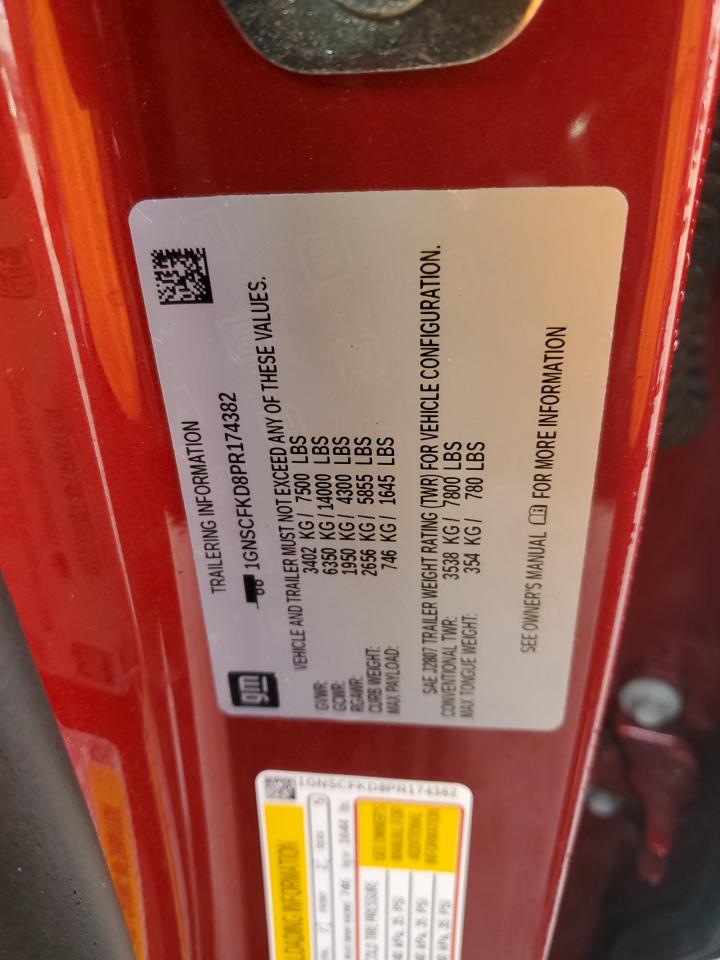 TRAILERING INFORMATION
1GNSCFKD8PR174382
gm
VEHICLE AND TRAILER MUST NOT EXCEED ANY OF THESE VALUES.
GVWR: 3402 KG / 7500 LBS
GCWR: 6350 KG / 14000 LBS
RGAWR: 1950 KG / 4300 LBS
CURB WEIGHT: 2656 KG / 5855 LBS
MAX PAYLOAD: 746 KG / 1645 LBS
SAE J2807 TRAILER WEIGHT RATING (TWR) FOR VEHICLE CONFIGURATION.
CONVENTIONAL TWR: 3538 KG / 7800 LBS
MAX TONGUE WEIGHT: 354 KG / 780 LBS
SEE OWNER'S MANUAL FOR MORE INFORMATION
1GNSCFKD8PR174382
LOADING INFORMATION
COLD TIRE PRESSURE
SEE OWNER'S
MANUAL FOR
ADDITIONAL
INFORMATION